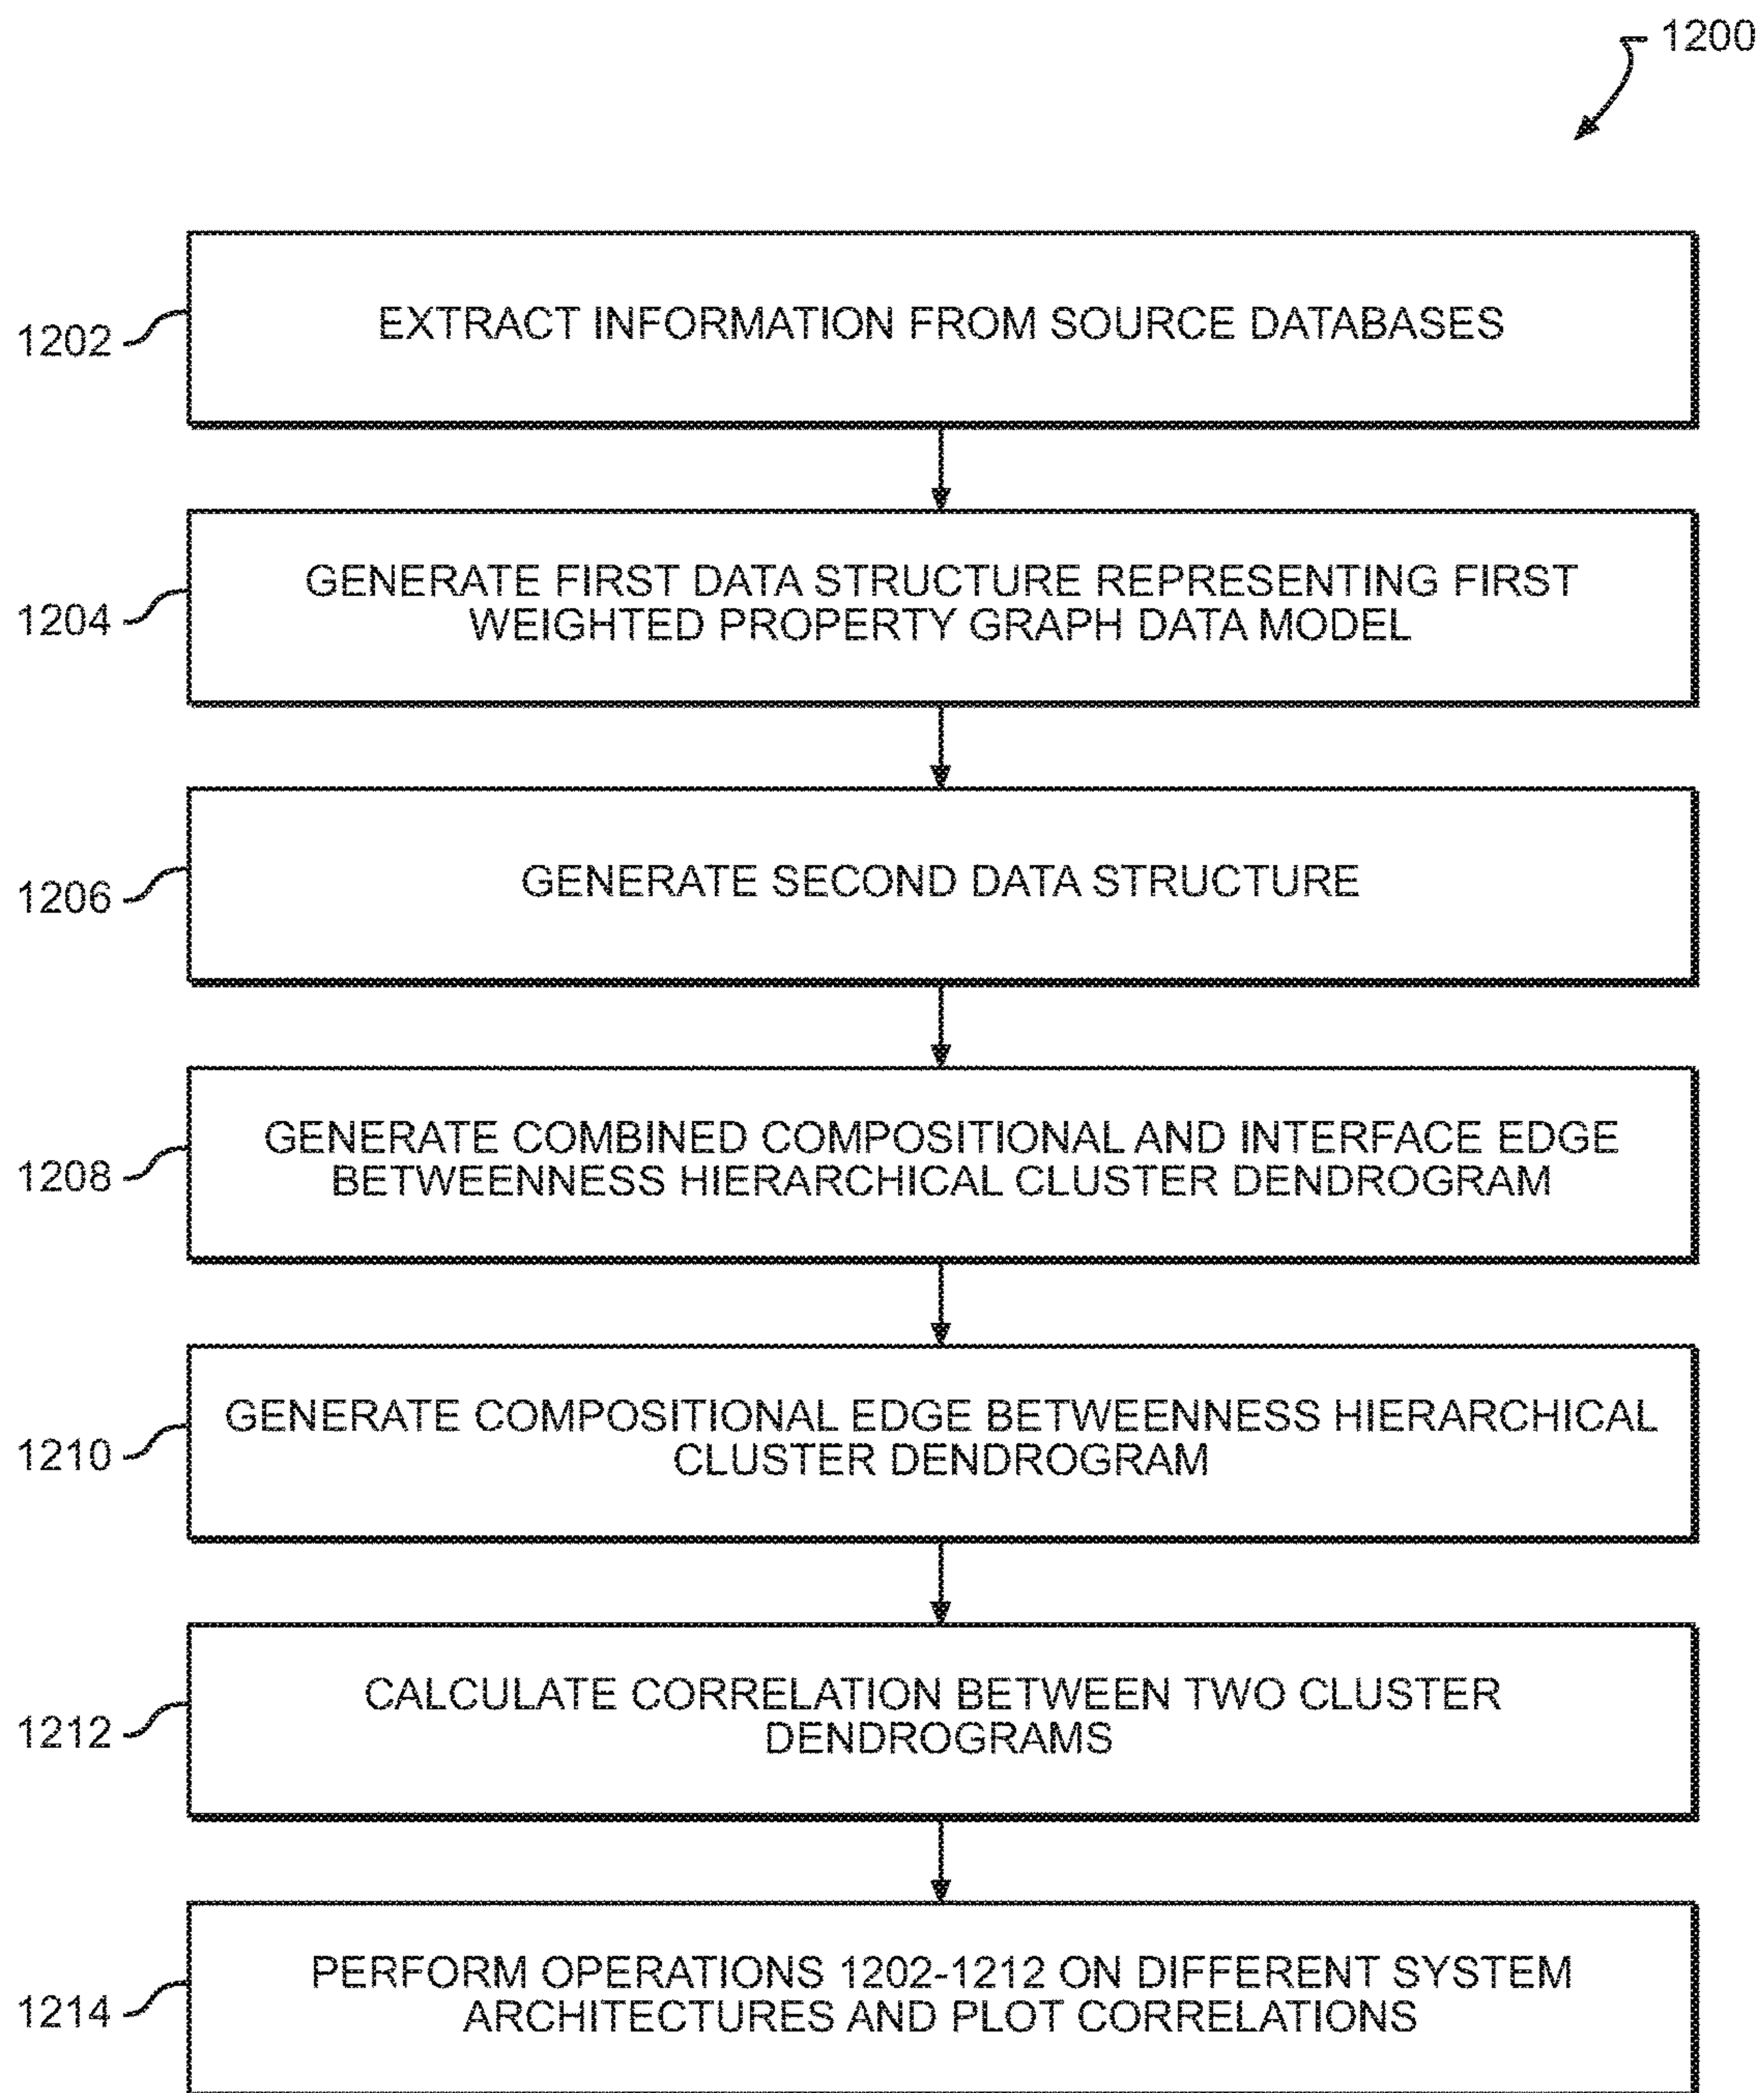 1200
1202
EXTRACT INFORMATION FROM SOURCE DATABASES
1204
GENERATE FIRST DATA STRUCTURE REPRESENTING FIRST
WEIGHTED PROPERTY GRAPH DATA MODEL
1206
GENERATE SECOND DATA STRUCTURE
1208
GENERATE COMBINED COMPOSITIONAL AND INTERFACE EDGE
BETWEENNESS HIERARCHICAL CLUSTER DENDROGRAM
1210
GENERATE COMPOSITIONAL EDGE BETWEENNESS HIERARCHICAL
CLUSTER DENDROGRAM
1212
CALCULATE CORRELATION BETWEEN TWO CLUSTER
DENDROGRAMS
1214
PERFORM OPERATIONS 1202-1212 ON DIFFERENT SYSTEM
ARCHITECTURES AND PLOT CORRELATIONS